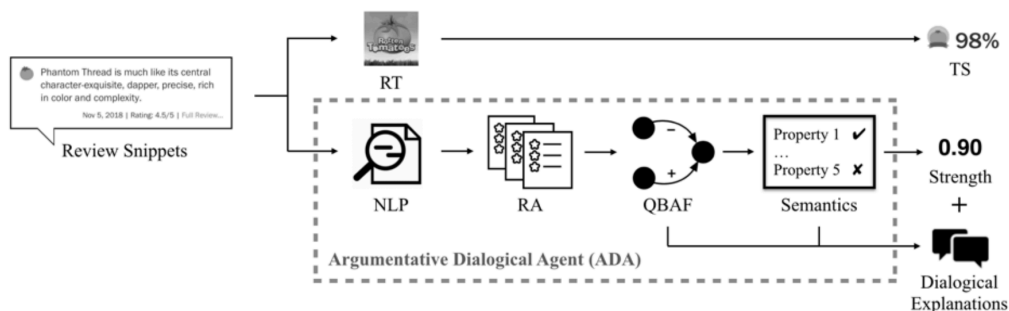 Phantom Thread is much like its central
character-exquisite, dapper, precise, rich
in color and complexity.
Nov 5, 2018 | Rating: 4.5/5 | Full Review...
Review Snippets
Rotten
Tomatoes
RT
98%
TS
NLP
RA
−
+
QBAF
Property 1 ✔
…
Property 5 ✘
Semantics
0.90
Strength
+
Argumentative Dialogical Agent (ADA)
Dialogical
Explanations